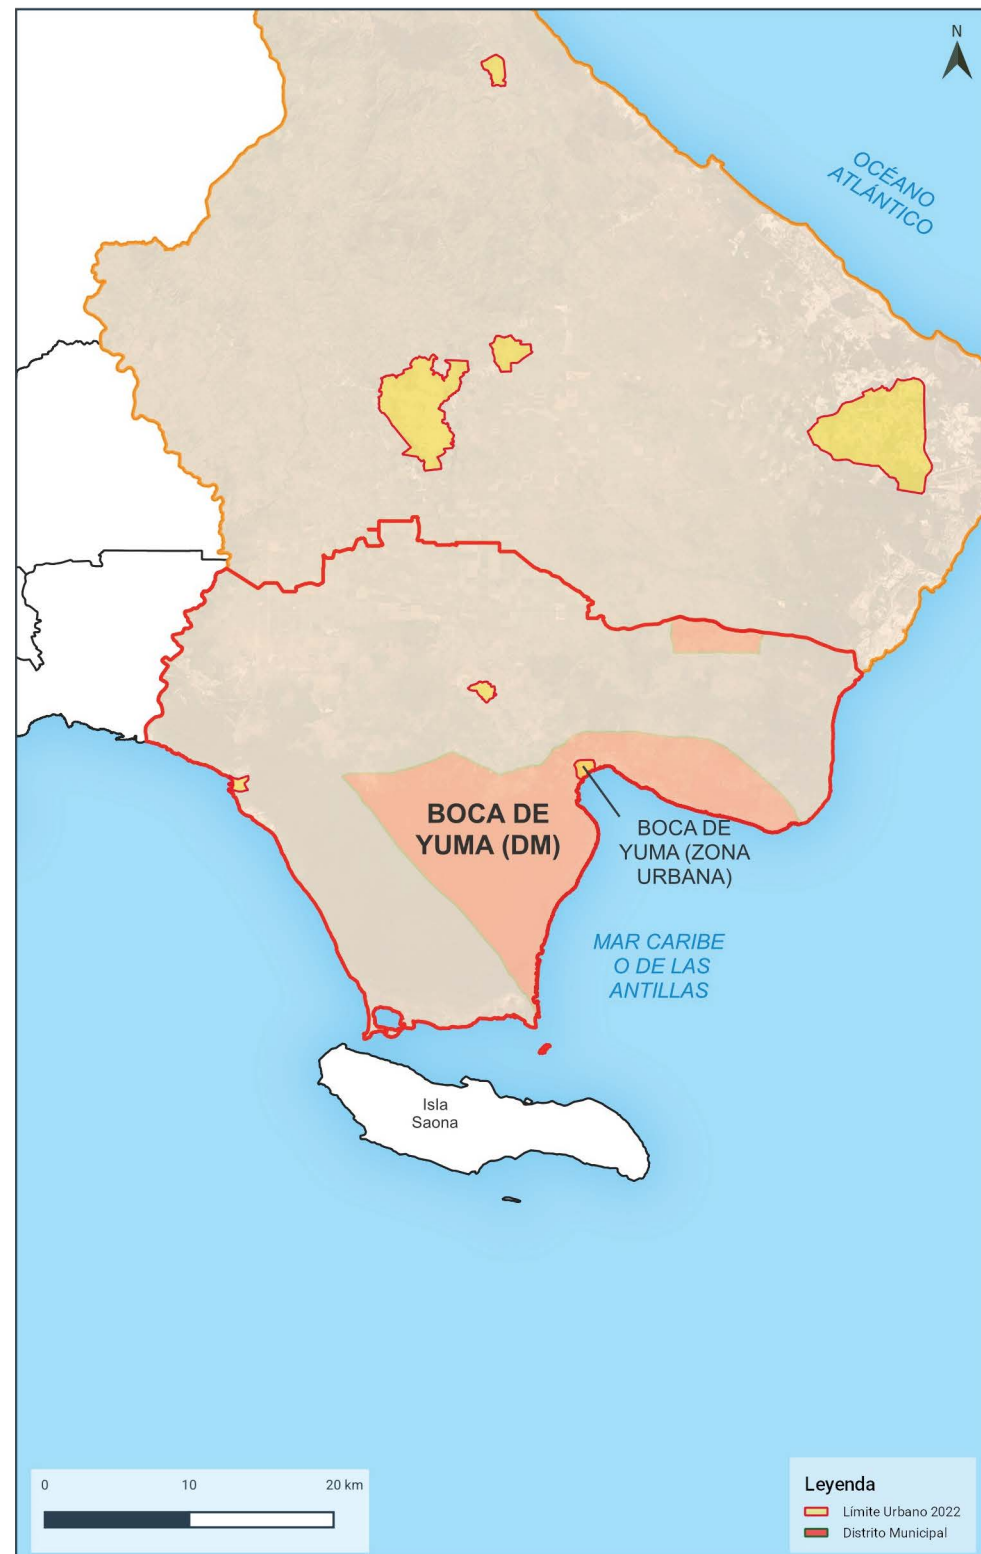 N
OCÉANO
ATLÁNTICO
BOCA DE
YUMA (DM)
BOCA DE
YUMA (ZONA
URBANA)
MAR CARIBE
O DE LAS
ANTILLAS
Isla
Saona
0 10 20 km
Leyenda
Límite Urbano 2022
Distrito Municipal